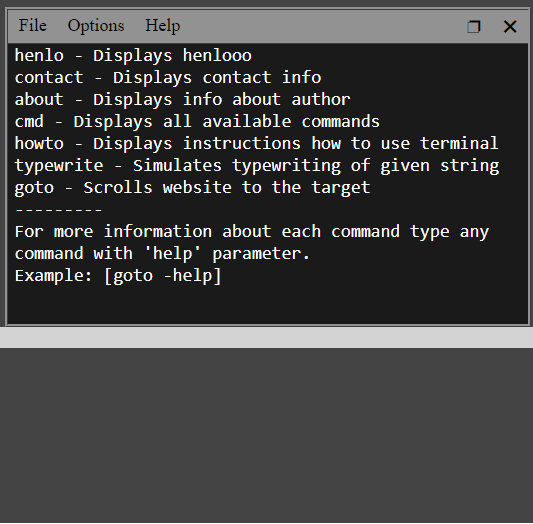 File Options Help
henlo - Displays henlooo
contact - Displays contact info
about - Displays info about author
cmd - Displays all available commands
howto - Displays instructions how to use terminal
typewrite - Simulates typewriting of given string
goto - Scrolls website to the target
---------
For more information about each command type any
command with 'help' parameter.
Example: [goto -help]